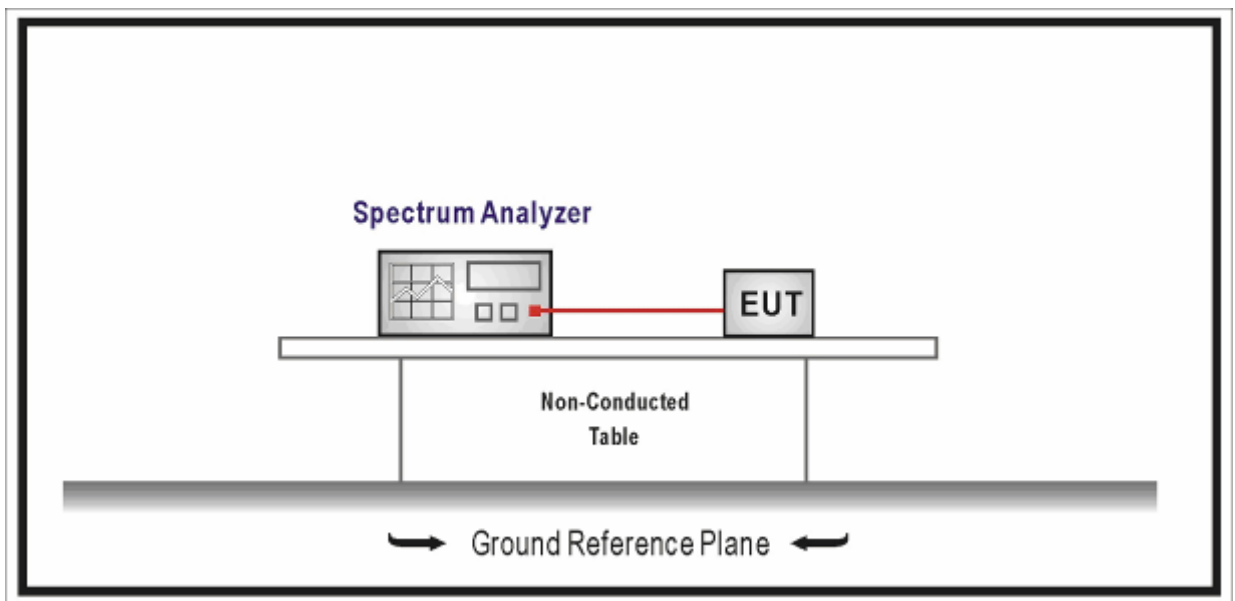 Spectrum Analyzer
EUT
Non-Conducted
Table
Ground Reference Plane